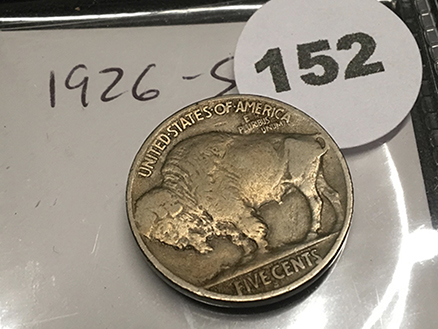 1926-S
152
UNITED STATES OF AMERICA
E
PLURIBUS
UNUM
FIVE CENTS